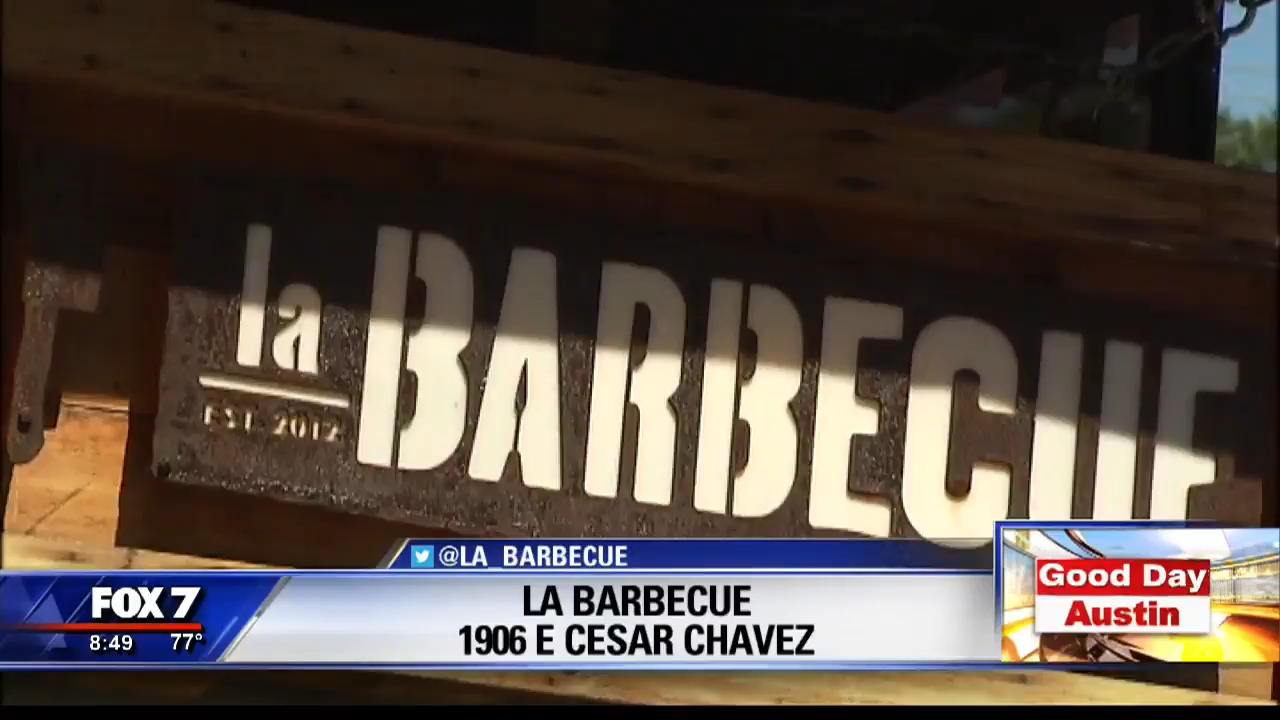 la
BARBECUE
EST. 2012
@LA_BARBECUE
LA BARBECUE
1906 E CESAR CHAVEZ
FOX 7
8:49 77°
Good Day
Austin